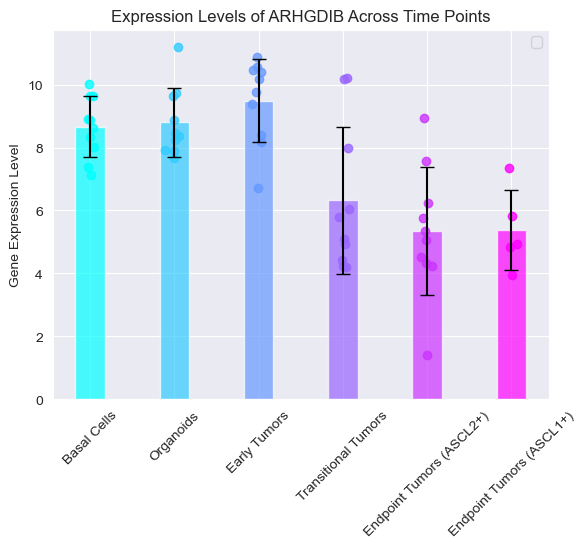 Expression Levels of ARHGDIB Across Time Points
Gene Expression Level
10
8
6
4
2
0
Basal Cells
Organoids
Early Tumors
Transitional Tumors
Endpoint Tumors (ASCL2+)
Endpoint Tumors (ASCL1+)